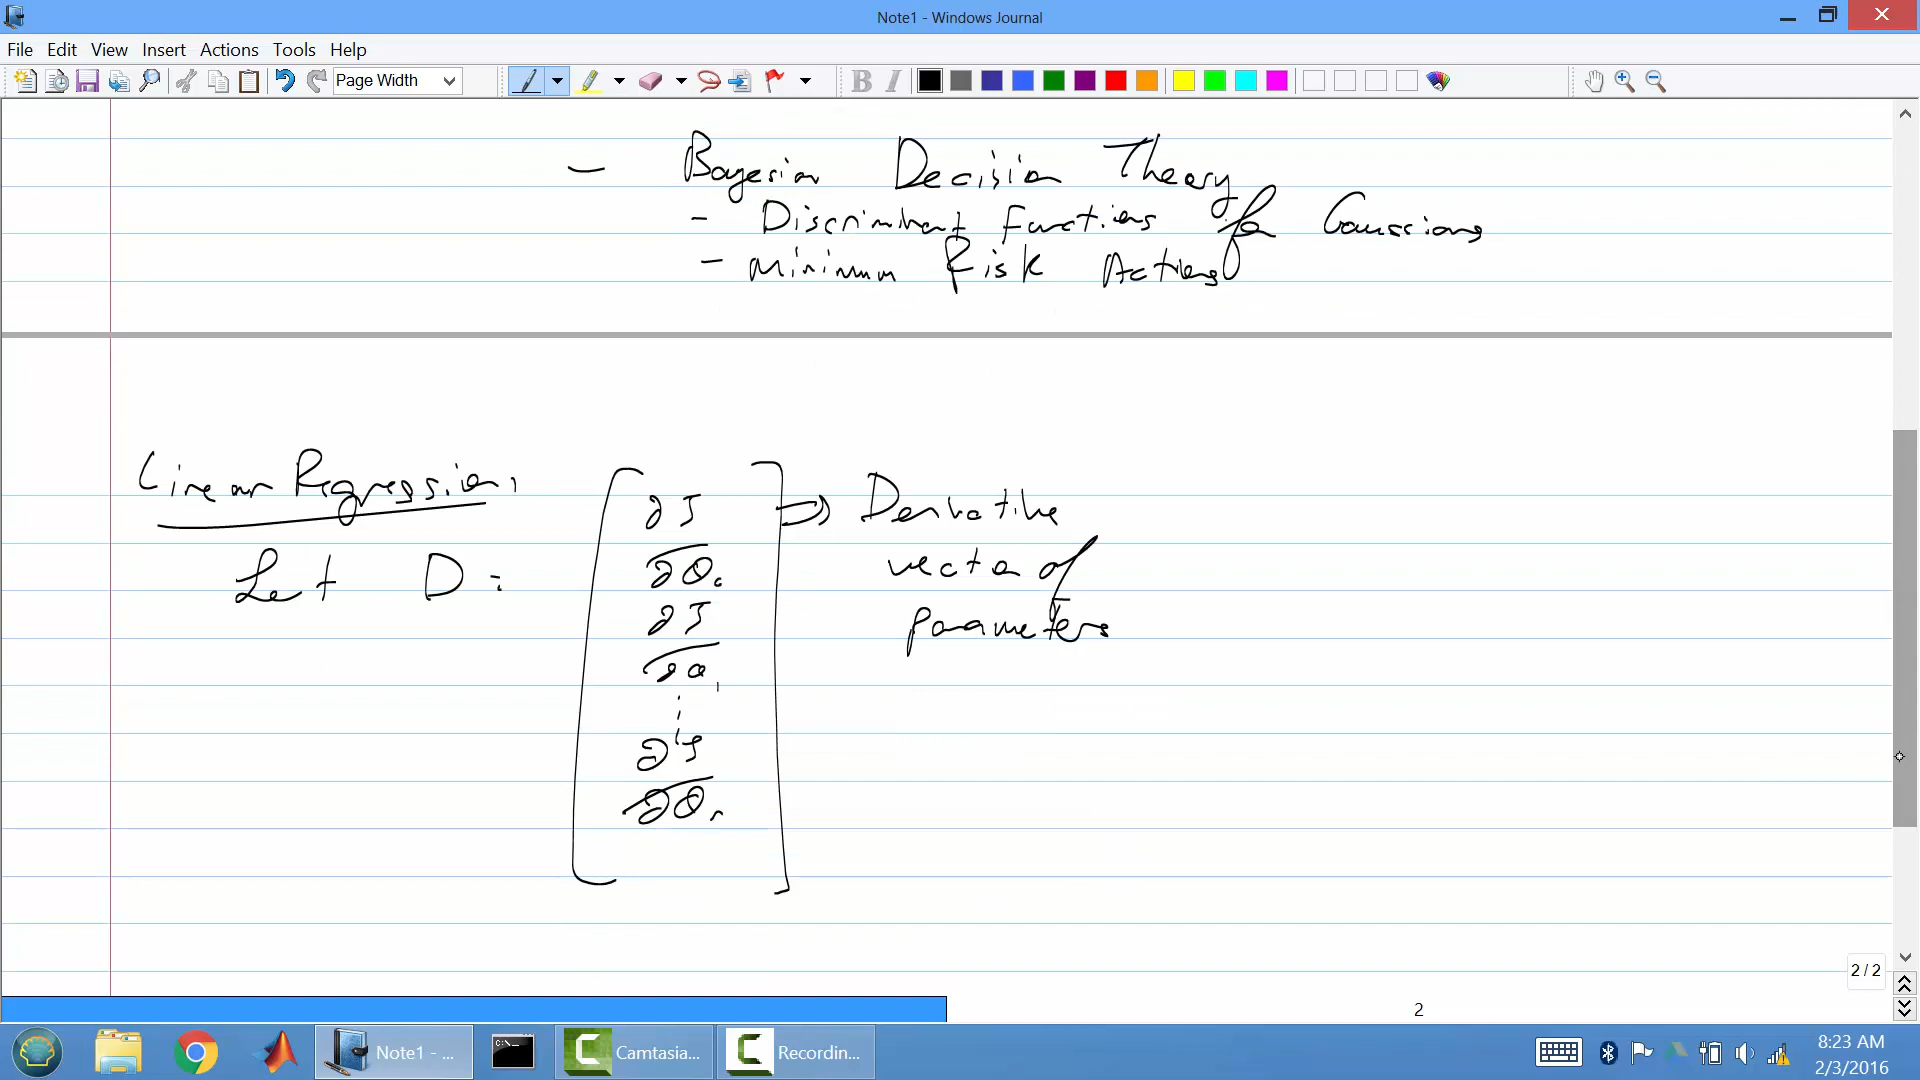 Note1 - Windows Journal
File Edit View Insert Actions Tools Help
Page Width
B I
- Bayesian Decision Theory
- Discriminant Functions for Gaussians
- Minimum Risk Actions
Linear Regression,
Let D =
∂J
∂θ₀
∂J
∂θ₁
⋮
∂J
∂θₙ
⇒ Derivative
vector of
parameters
2 / 2
2
C:\
Note1 - ...
Camtasia...
Recordin...
8:23 AM
2/3/2016